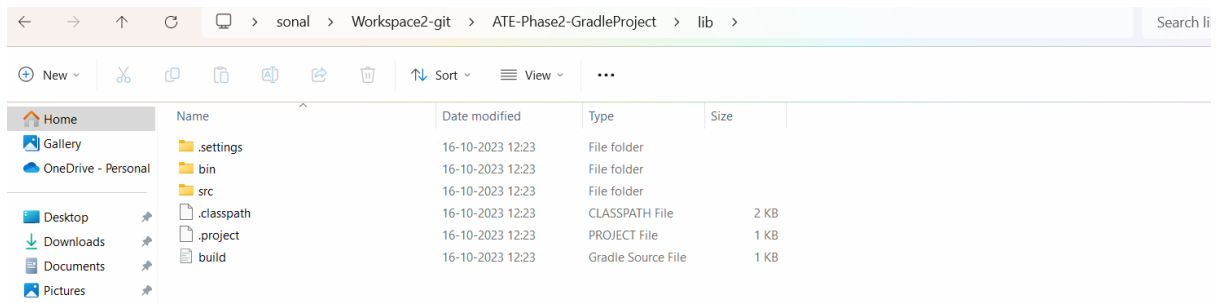 > sonal > Workspace2-git > ATE-Phase2-GradleProject > lib > Search li
New Sort View
Home
Gallery
OneDrive - Personal
Desktop
Downloads
Documents
Pictures
Name Date modified Type Size
.settings 16-10-2023 12:23 File folder
bin 16-10-2023 12:23 File folder
src 16-10-2023 12:23 File folder
.classpath 16-10-2023 12:23 CLASSPATH File 2 KB
.project 16-10-2023 12:23 PROJECT File 1 KB
build 16-10-2023 12:23 Gradle Source File 1 KB